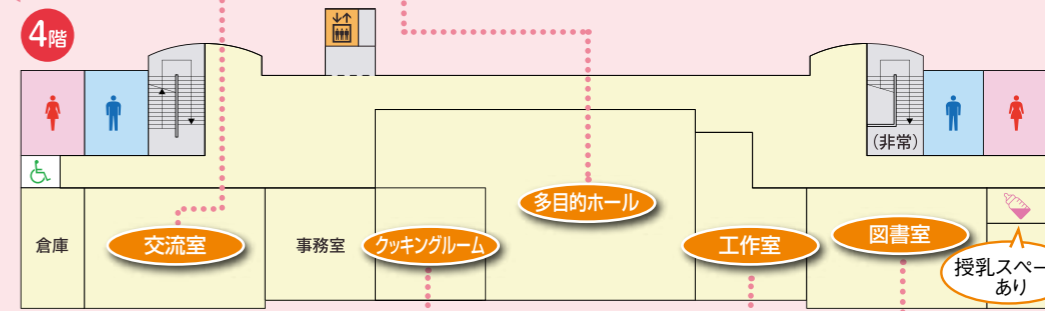 4階
(非常)
倉庫
交流室
事務室
クッキングルーム
多目的ホール
工作室
図書室
授乳スペー
あり